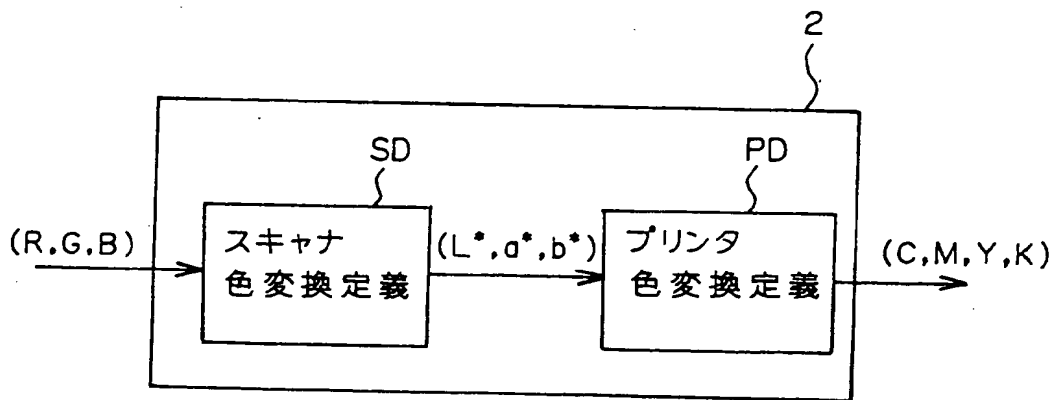 2
SD
PD
(R,G,B)
スキャナ
色変換定義
(L*,a*,b*)
プリンタ
色変換定義
(C,M,Y,K)